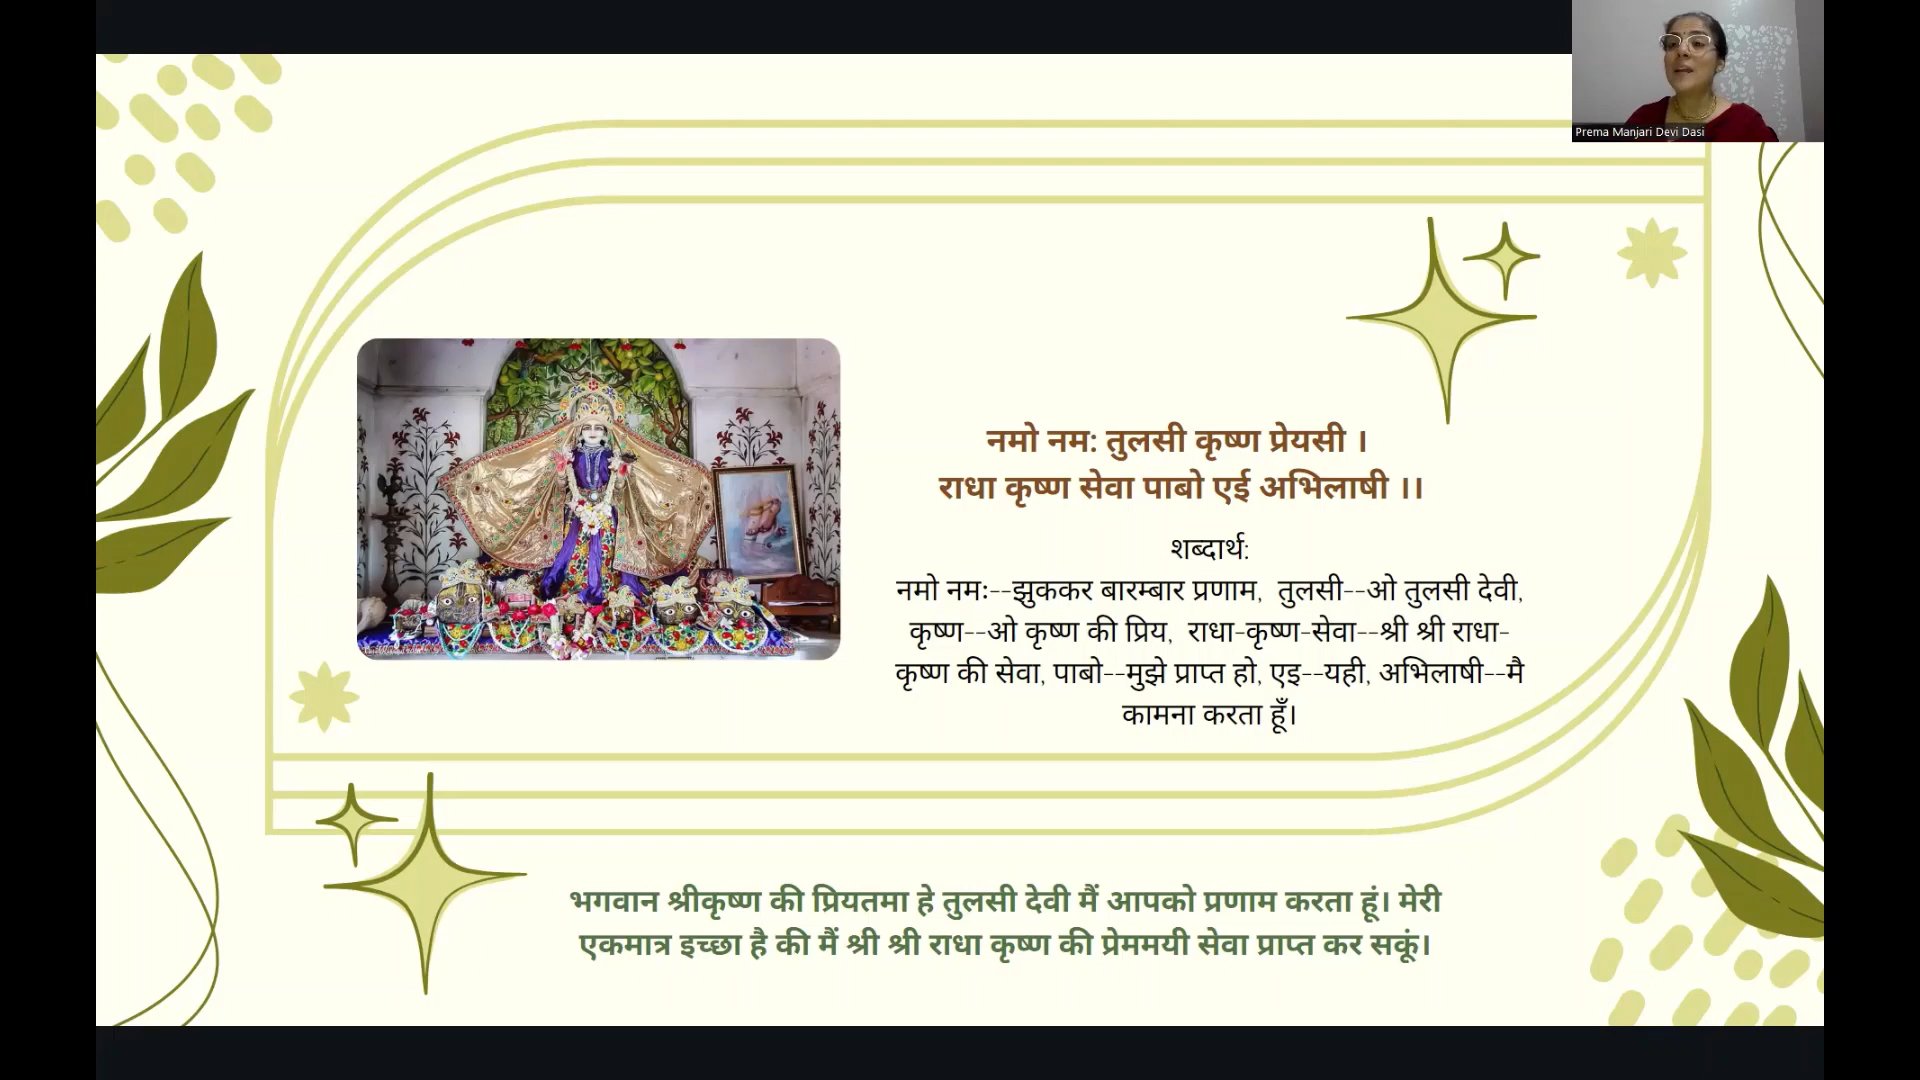 Prema Manjari Devi Dasi
नमो नम: तुलसी कृष्ण प्रेयसी ।
राधा कृष्ण सेवा पाबो एई अभिलाषी ।।
शब्दार्थ:
नमो नमः--झुककर बारम्बार प्रणाम, तुलसी--ओ तुलसी देवी,
कृष्ण--ओ कृष्ण की प्रिय, राधा-कृष्ण-सेवा--श्री श्री राधा-
कृष्ण की सेवा, पाबो--मुझे प्राप्त हो, एइ--यही, अभिलाषी--मै
कामना करता हूँ।
भगवान श्रीकृष्ण की प्रियतमा हे तुलसी देवी मैं आपको प्रणाम करता हूं। मेरी
एकमात्र इच्छा है की मैं श्री श्री राधा कृष्ण की प्रेममयी सेवा प्राप्त कर सकूं।